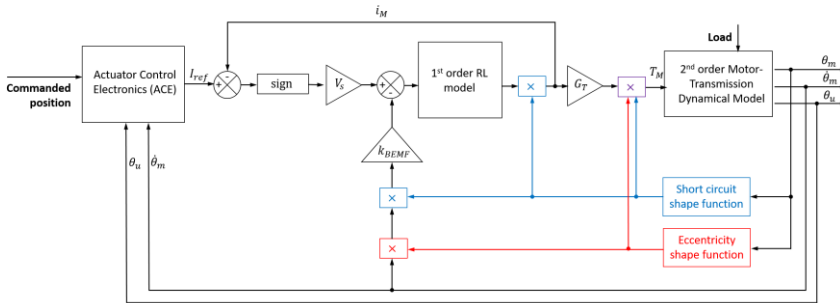 i_M
Load
Commanded
position
Actuator Control
Electronics (ACE)
I_ref
+
-
sign
V_s
+
-
1st order RL
model
×
G_T
×
T_M
2nd order Motor-
Transmission
Dynamical Model
θ_m
θ̇_m
θ_u
k_BEMF
θ_u
θ̇_m
×
Short circuit
shape function
×
Eccentricity
shape function